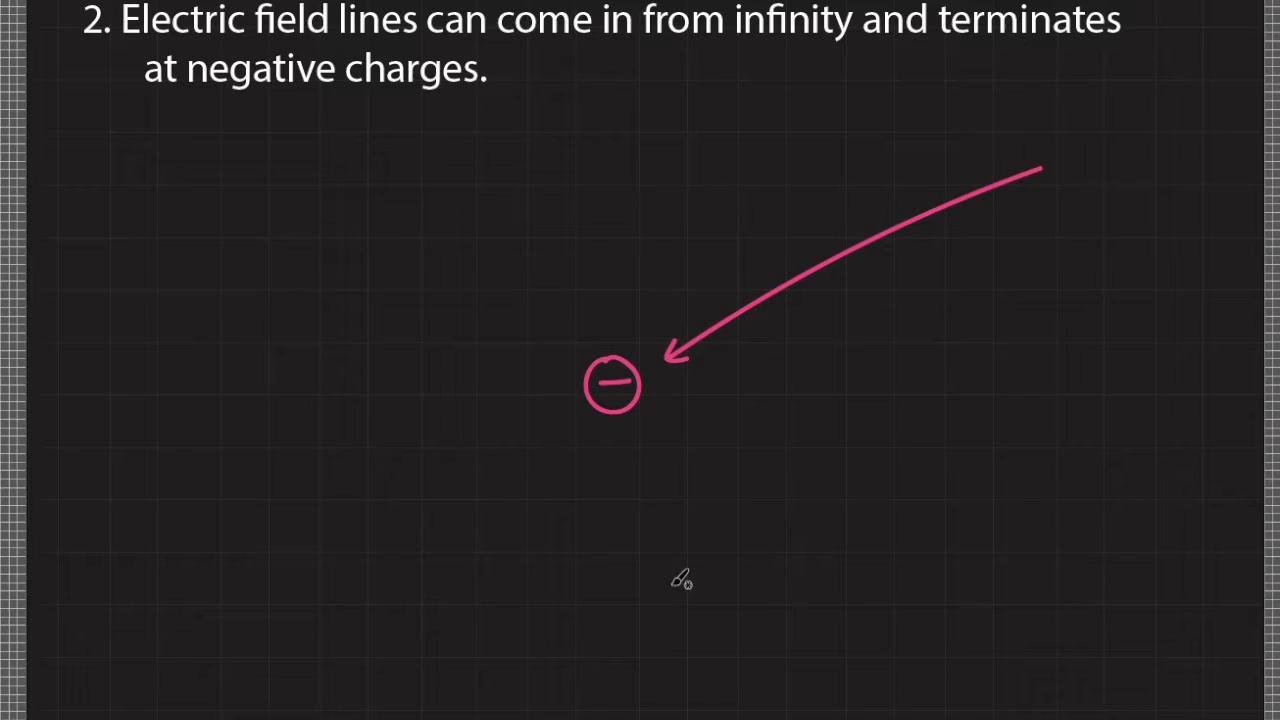 2. Electric field lines can come in from infinity and terminates
at negative charges.
−